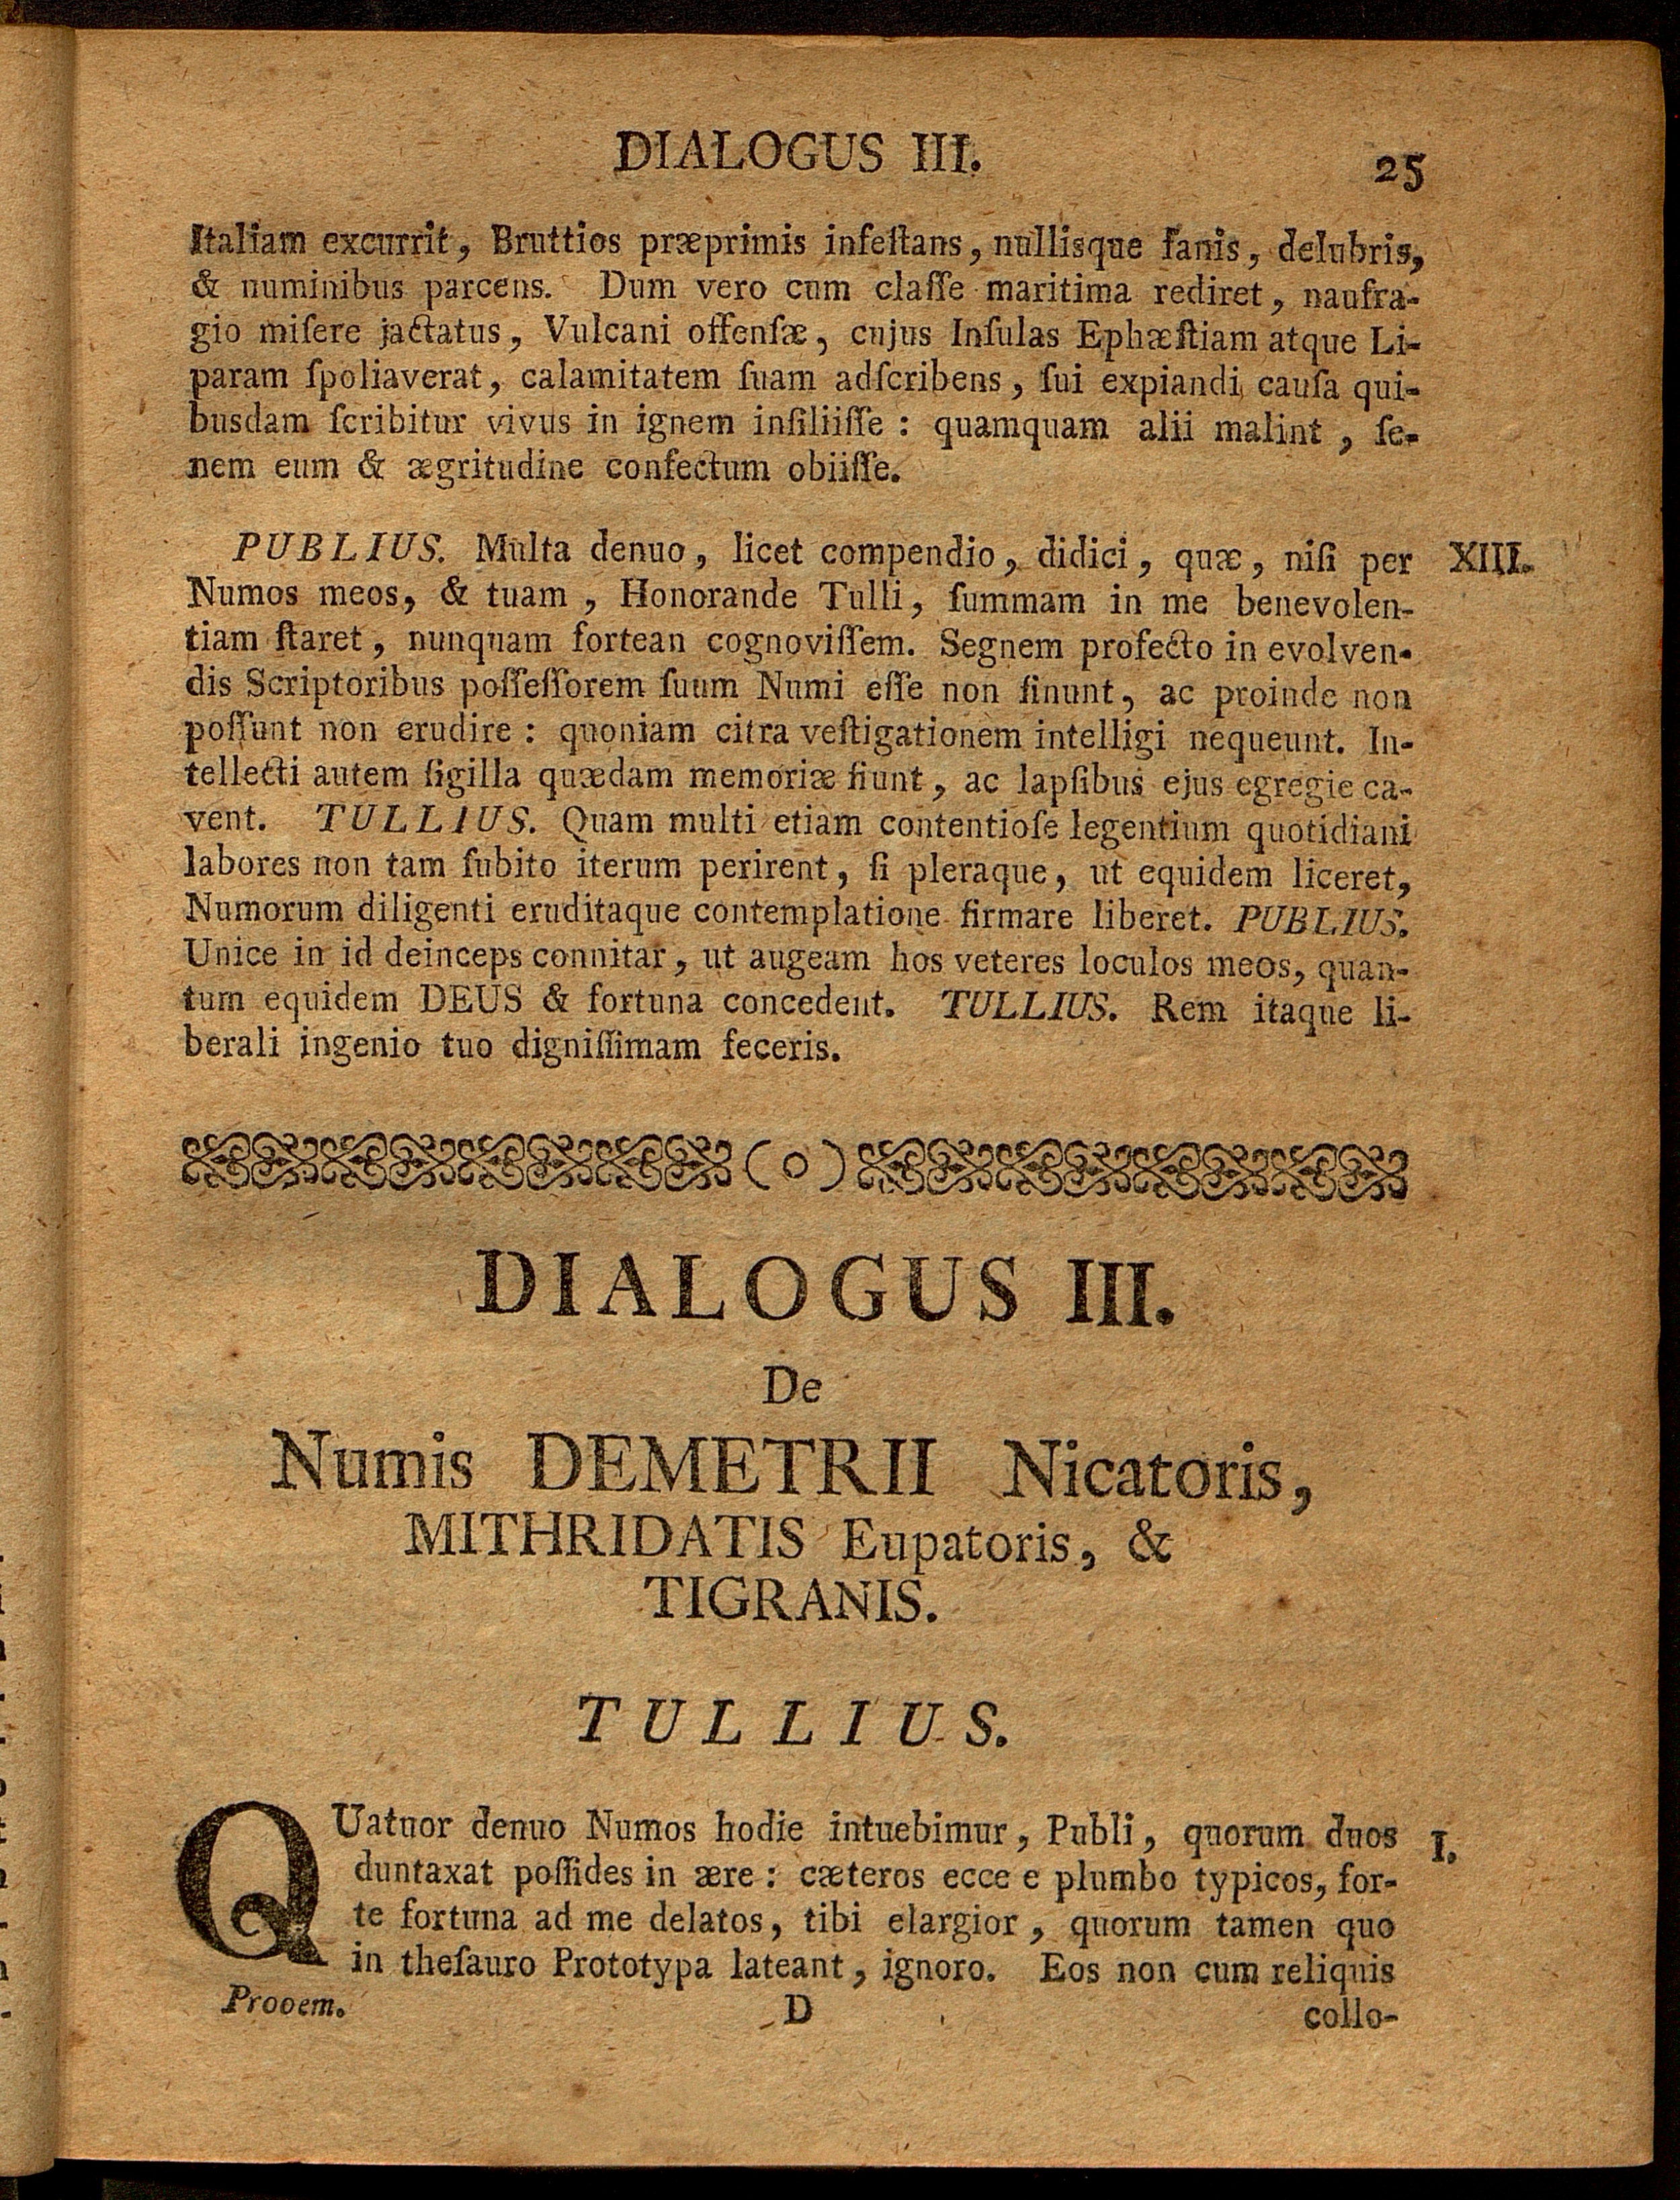 DIALOGUS III. 25
Italiam excurrit, Bruttios præprimis infeſtans, nullisque fanis, delubris,
& numinibus parcens. Dum vero cum claſſe maritima rediret, naufra-
gio miſere jactatus, Vulcani offenſæ, cujus Inſulas Ephæſtiam atque Li-
param ſpoliaverat, calamitatem ſuam adſcribens, ſui expiandi cauſa qui-
busdam ſcribitur vivus in ignem inſiliiſſe : quamquam alii malint, ſe-
nem eum & ægritudine confectum obiiſſe.
PUBLIUS. Multa denuo, licet compendio, didici, quæ, niſi per XIII.
Numos meos, & tuam, Honorande Tulli, ſummam in me benevolen-
tiam ſtaret, nunquam fortean cognoviſſem. Segnem profecto in evolven-
dis Scriptoribus poſſeſſorem ſuum Numi eſſe non ſinunt, ac proinde non
poſſunt non erudire : quoniam citra veſtigationem intelligi nequeunt. In-
tellecti autem ſigilla quædam memoriæ fiunt, ac lapſibus ejus egregie ca-
vent. TULLIUS. Quam multi etiam contentioſe legentium quotidiani
labores non tam ſubito iterum perirent, ſi pleraque, ut equidem liceret,
Numorum diligenti eruditaque contemplatione firmare liberet. PUBLIUS.
Unice in id deinceps connitar, ut augeam hos veteres loculos meos, quan-
tum equidem DEUS & fortuna concedent. TULLIUS. Rem itaque li-
berali ingenio tuo digniſſimam feceris.
(o)
DIALOGUS III.
De
Numis DEMETRII Nicatoris,
MITHRIDATIS Eupatoris, &
TIGRANIS.
TULLIUS.
QUatuor denuo Numos hodie intuebimur, Publi, quorum duos I.
duntaxat poſſides in ære : cæteros ecce e plumbo typicos, for-
te fortuna ad me delatos, tibi elargior, quorum tamen quo
in theſauro Prototypa lateant, ignoro. Eos non cum reliquis
Prooem. D collo-